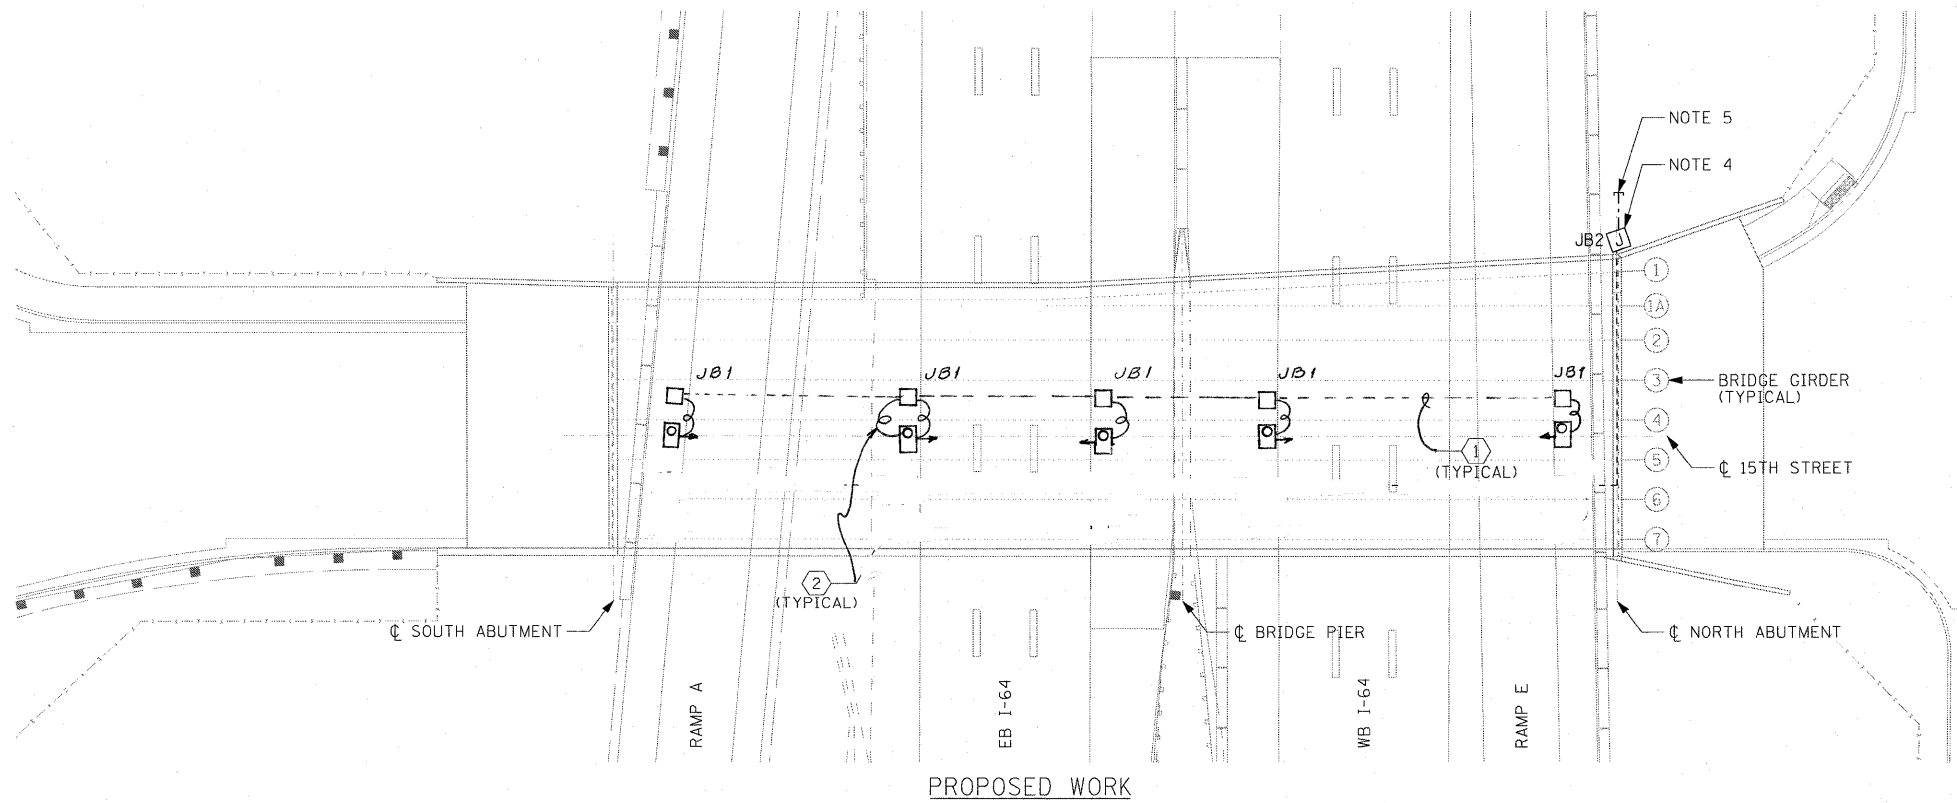 NOTE 5
NOTE 4
JB2 J
1
1A
2
JB1 JB1 JB1 JB1 JB1
3 BRIDGE GIRDER
(TYPICAL)
4
1
(TYPICAL)
5 ℄ 15TH STREET
6
7
2
(TYPICAL)
℄ SOUTH ABUTMENT
℄ BRIDGE PIER
℄ NORTH ABUTMENT
RAMP A
EB I-64
WB I-64
RAMP E
PROPOSED WORK